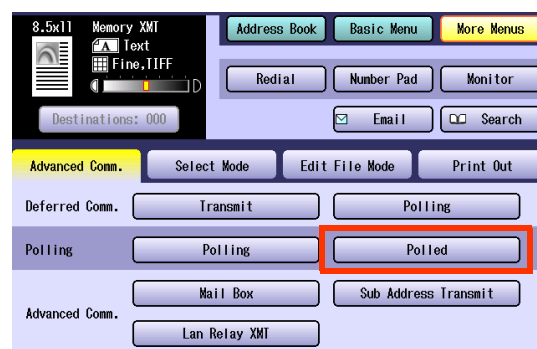 8.5x11 Memory XMT
A Text
Fine,TIFF
D
Destinations: 000
Address Book Basic Menu More Menus
Redial Number Pad Monitor
Email Search
Advanced Comm. Select Mode Edit File Mode Print Out
Deferred Comm. Transmit Polling
Polling Polling Polled
Advanced Comm. Mail Box Sub Address Transmit
Lan Relay XMT